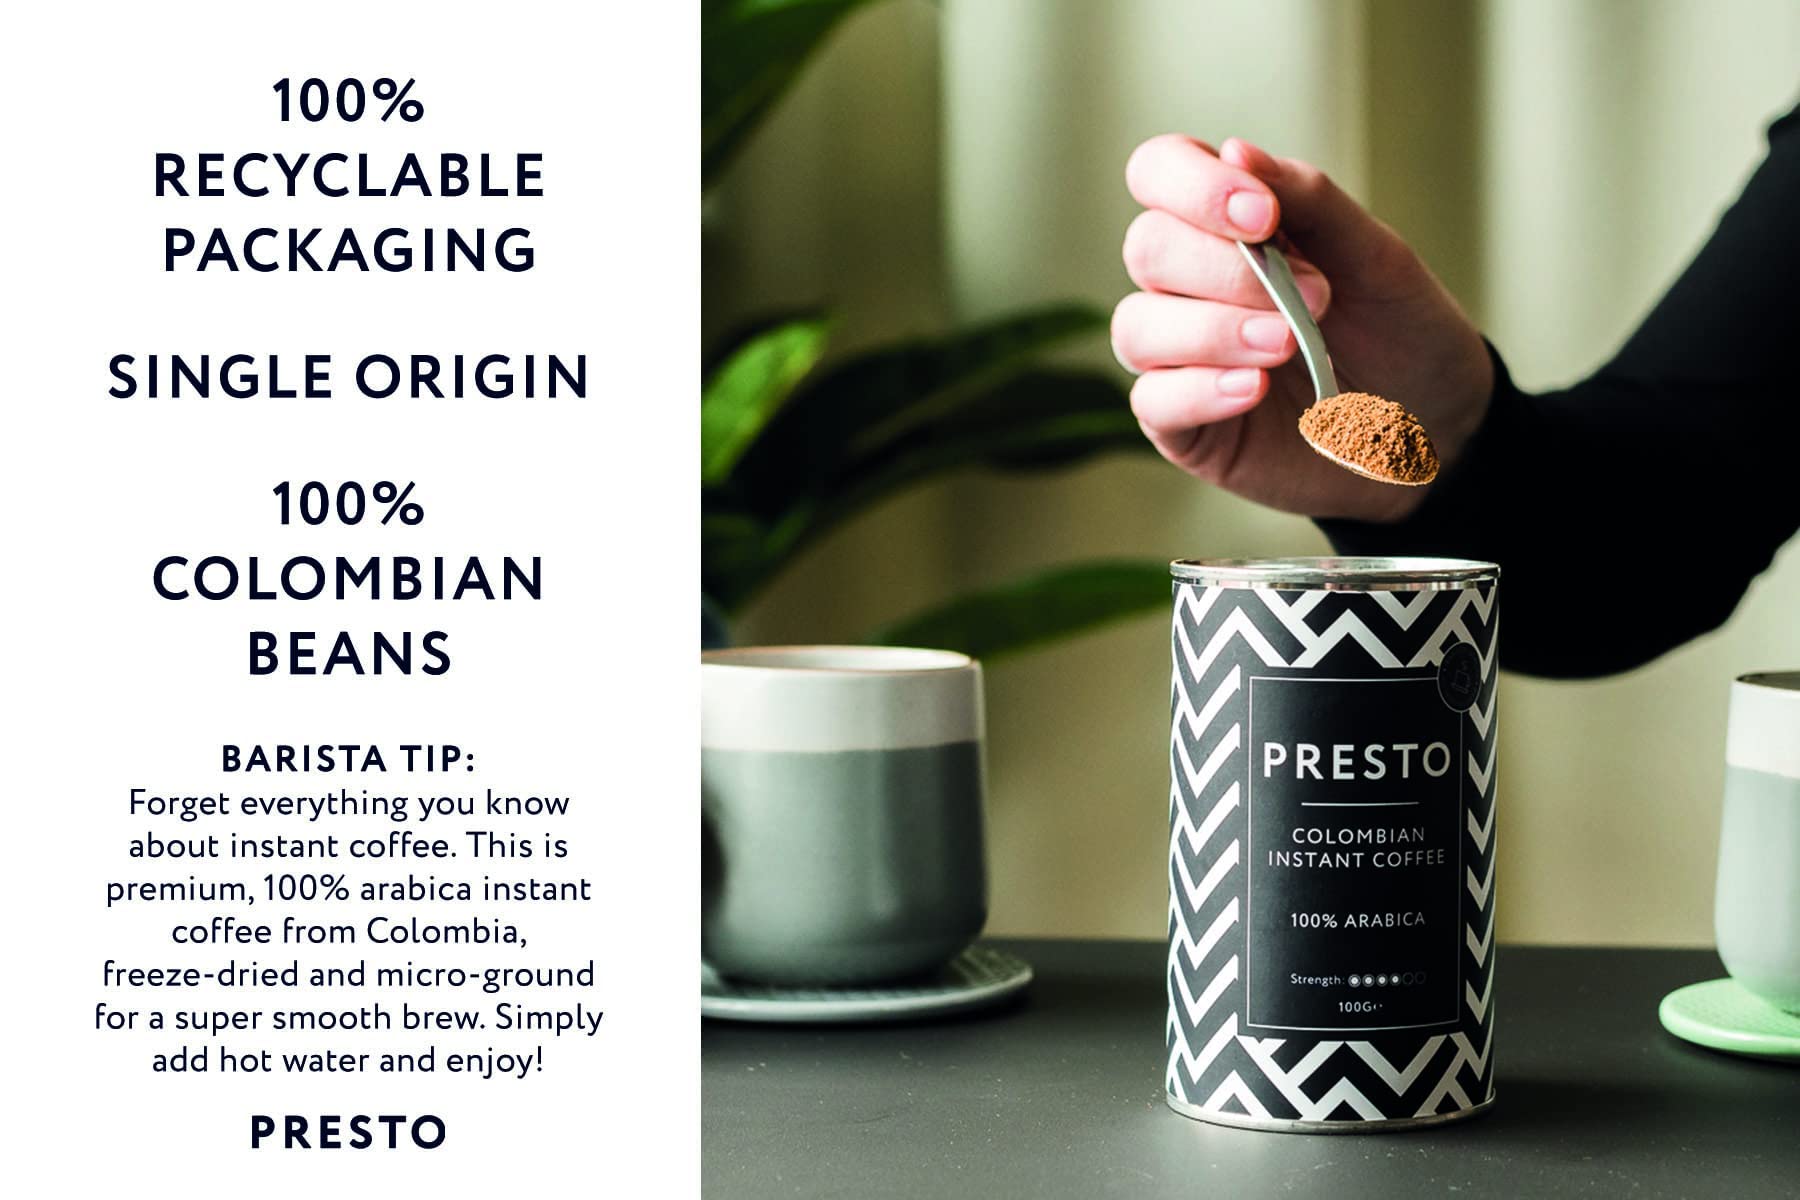 100%
RECYCLABLE
PACKAGING
SINGLE ORIGIN
100%
COLOMBIAN
BEANS
BARISTA TIP:
Forget everything you know
about instant coffee. This is
premium, 100% arabica instant
coffee from Colombia,
freeze-dried and micro-ground
for a super smooth brew. Simply
add hot water and enjoy!
PRESTO
PRESTO
COLOMBIAN
INSTANT COFFEE
100% ARABICA
Strength:
100G